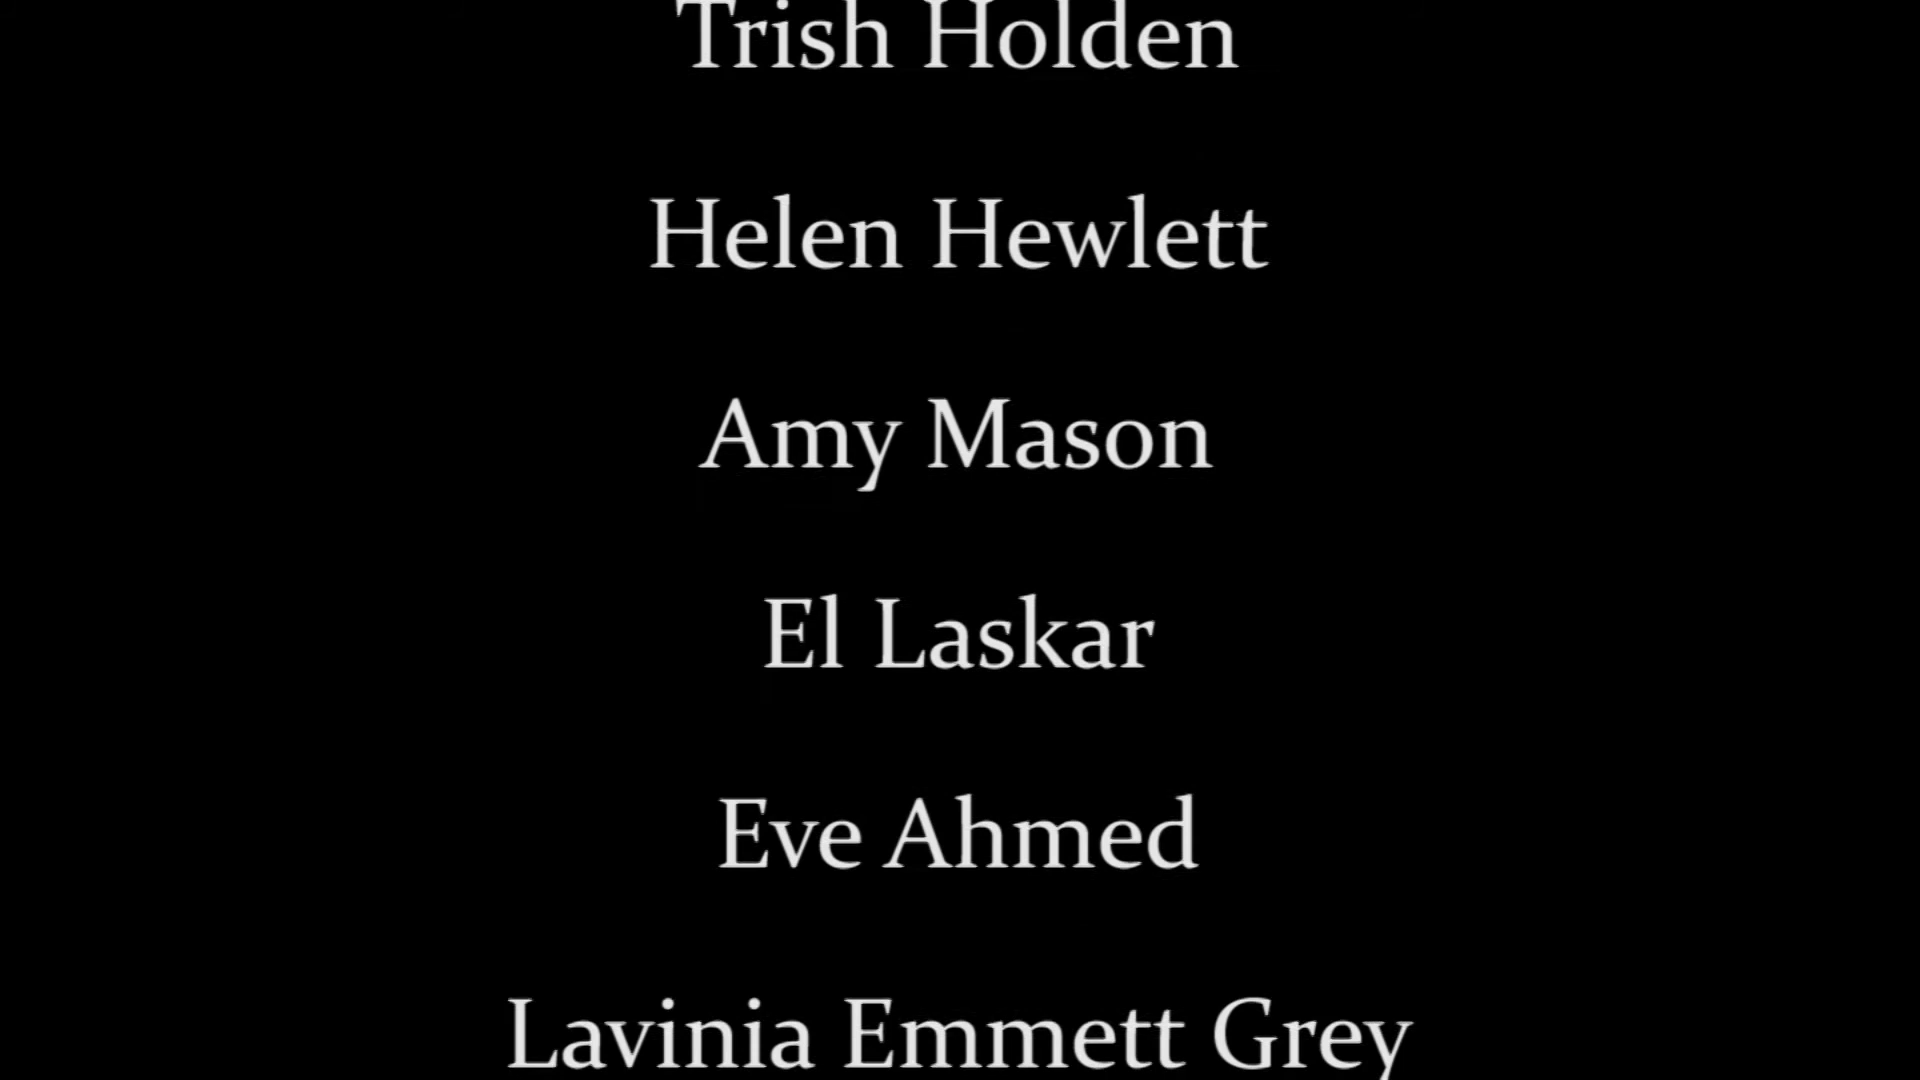 Trish Holden
Helen Hewlett
Amy Mason
El Laskar
Eve Ahmed
Lavinia Emmett Grey